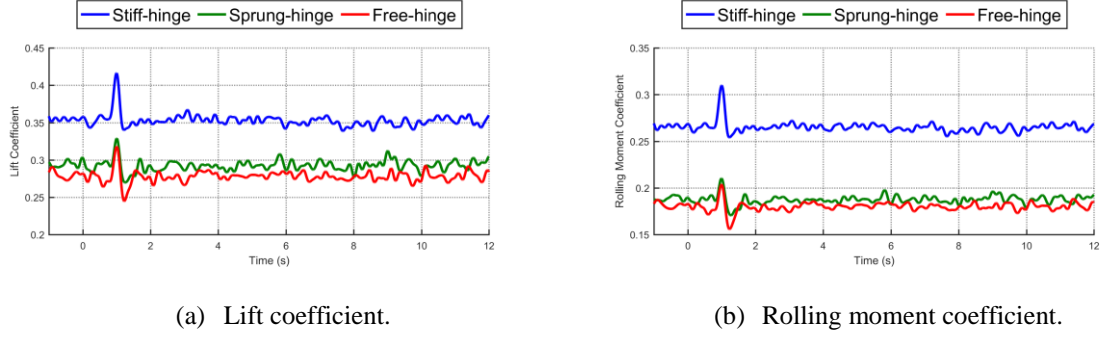 Stiff-hinge Sprung-hinge Free-hinge
0.45
0.4
0.35
0.3
0.25
0.2
Lift Coefficient
0 2 4 6 8 10 12
Time (s)
(a) Lift coefficient.
Stiff-hinge Sprung-hinge Free-hinge
0.35
0.3
0.25
0.2
0.15
Rolling Moment Coefficient
0 2 4 6 8 10 12
Time (s)
(b) Rolling moment coefficient.